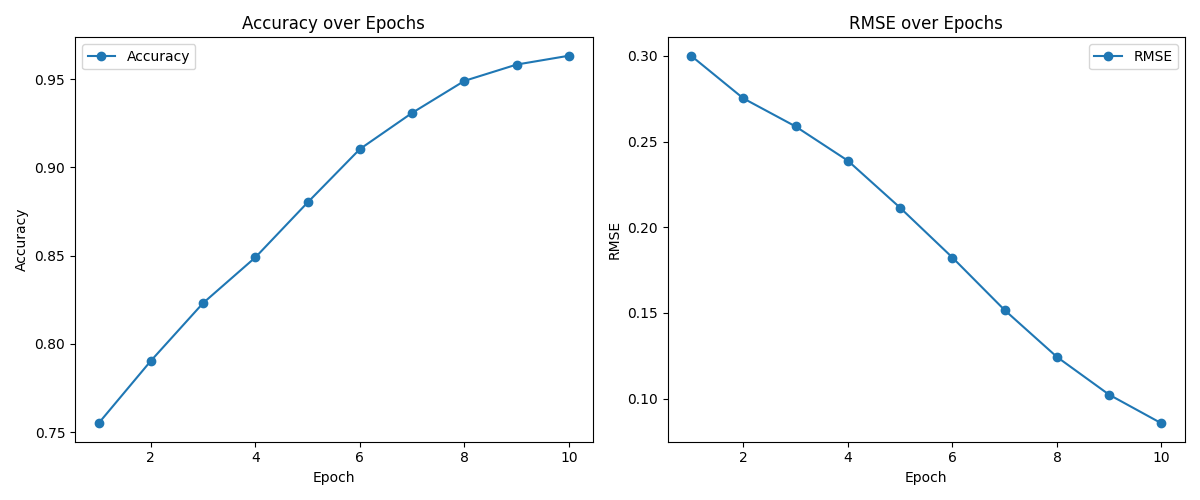 Accuracy over Epochs
Accuracy
0.95
0.90
0.85
0.80
0.75
Accuracy
2 4 6 8 10
Epoch
RMSE over Epochs
RMSE
0.30
0.25
0.20
0.15
0.10
RMSE
2 4 6 8 10
Epoch